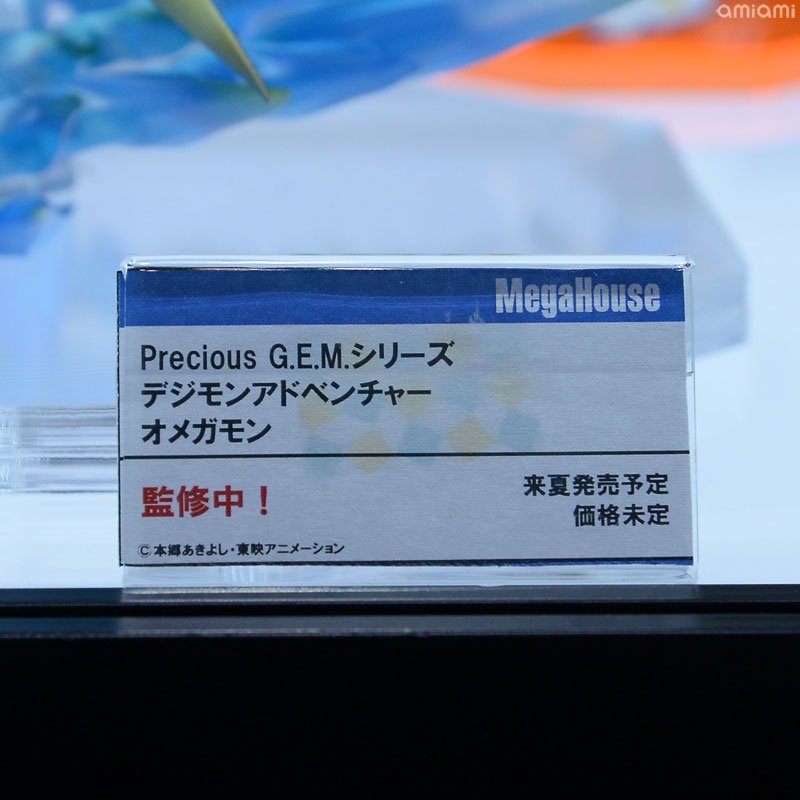 amiami
MegaHouse
Precious G.E.M.シリーズ
デジモンアドベンチャー
オメガモン
監修中！
来夏発売予定
価格未定
©本郷あきよし・東映アニメーション